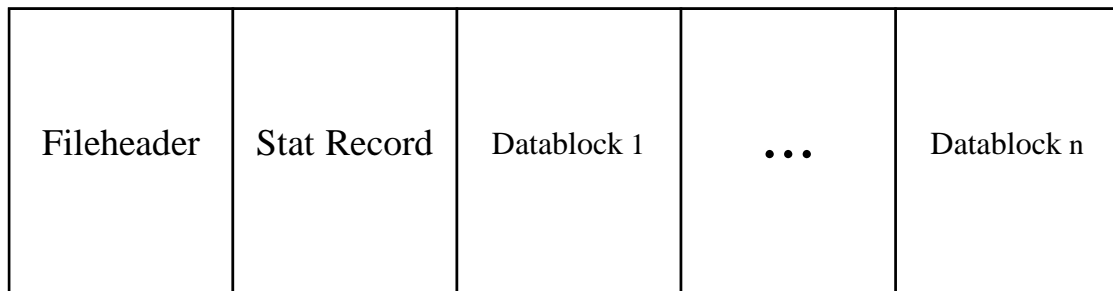 Fileheader
Stat Record
Datablock 1
...
Datablock n